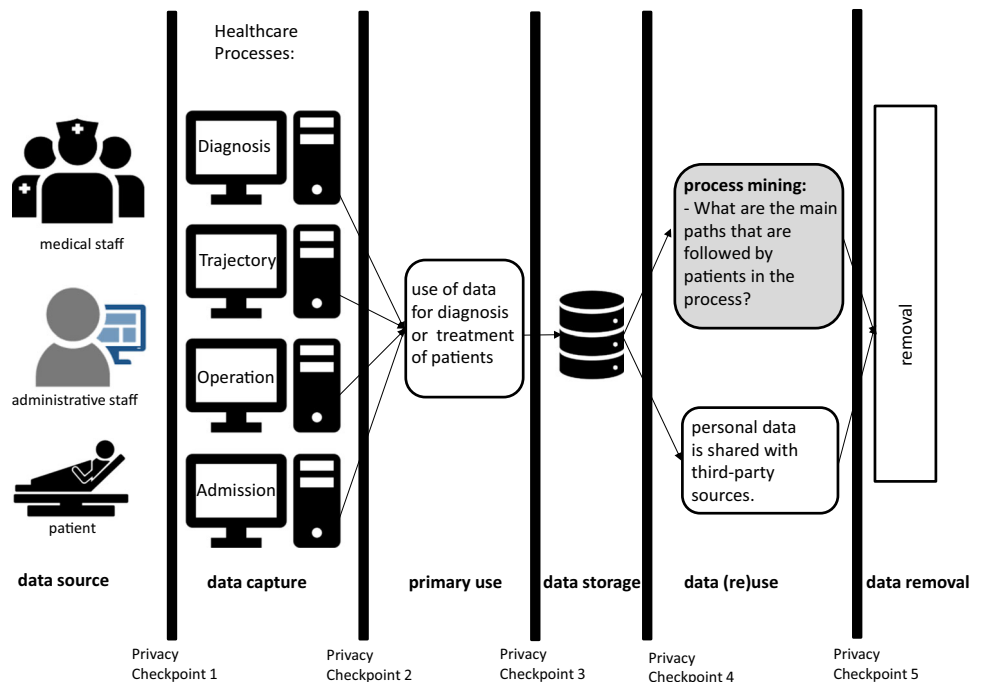 Healthcare
Processes:
medical staff
administrative staff
patient
data source
Diagnosis
Trajectory
Operation
Admission
data capture
use of data
for diagnosis
or treatment
of patients
primary use
data storage
process mining:
- What are the main
paths that are
followed by
patients in the
process?
personal data
is shared with
third-party
sources.
data (re)use
removal
data removal
Privacy
Checkpoint 1
Privacy
Checkpoint 2
Privacy
Checkpoint 3
Privacy
Checkpoint 4
Privacy
Checkpoint 5